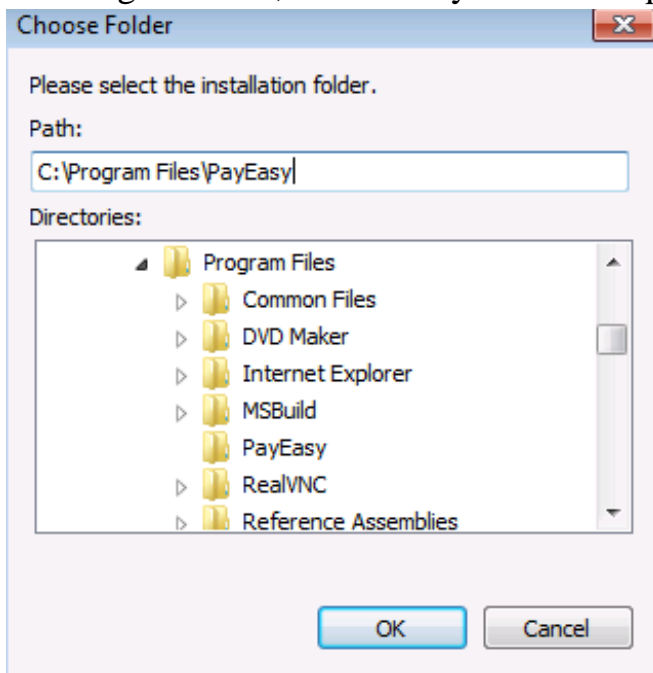 Choose Folder
Please select the installation folder.
Path:
C:\Program Files\PayEasy
Directories:
Program Files
Common Files
DVD Maker
Internet Explorer
MSBuild
PayEasy
RealVNC
Reference Assemblies
OK Cancel